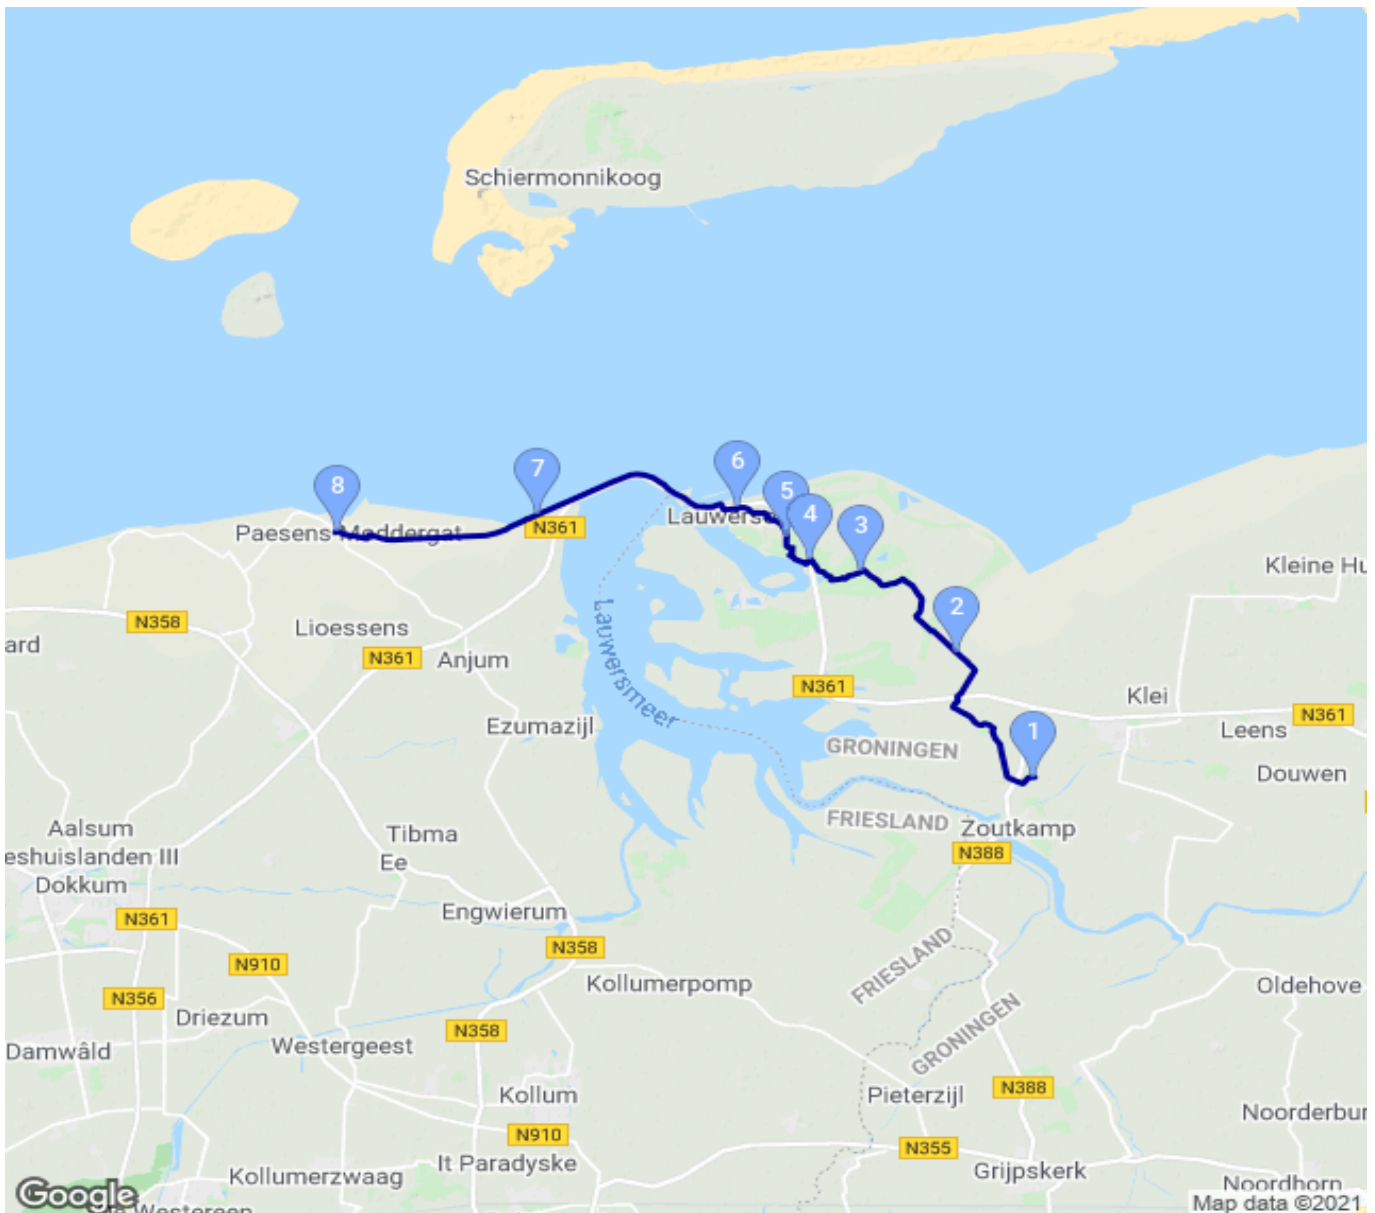 Schiermonnikoog
8
7
6
5
4
3
2
1
N361
Paesens-Moddergat
Lauwers
Kleine Hu
N358
Lioessens
ard
N361
Anjum
Lauwersmeer
N361
Klei
N361
Leens
Ezumazijl
GRONINGEN
Douwen
FRIESLAND
Zoutkamp
Aalsum
eshuislanden III
Tibma
Ee
N388
Dokkum
N361
Engwierum
N358
FRIESLAND
N910
Kollumerpomp
Oldehove
N356
Driezum
GRONINGEN
N358
Damwâld
Westergeest
Kollum
Pieterzijl
N388
Noorderbur
N910
It Paradyske
N355
Grijpskerk
Kollumerzwaag
Noordhorn
Google
Westereen
Map data ©2021